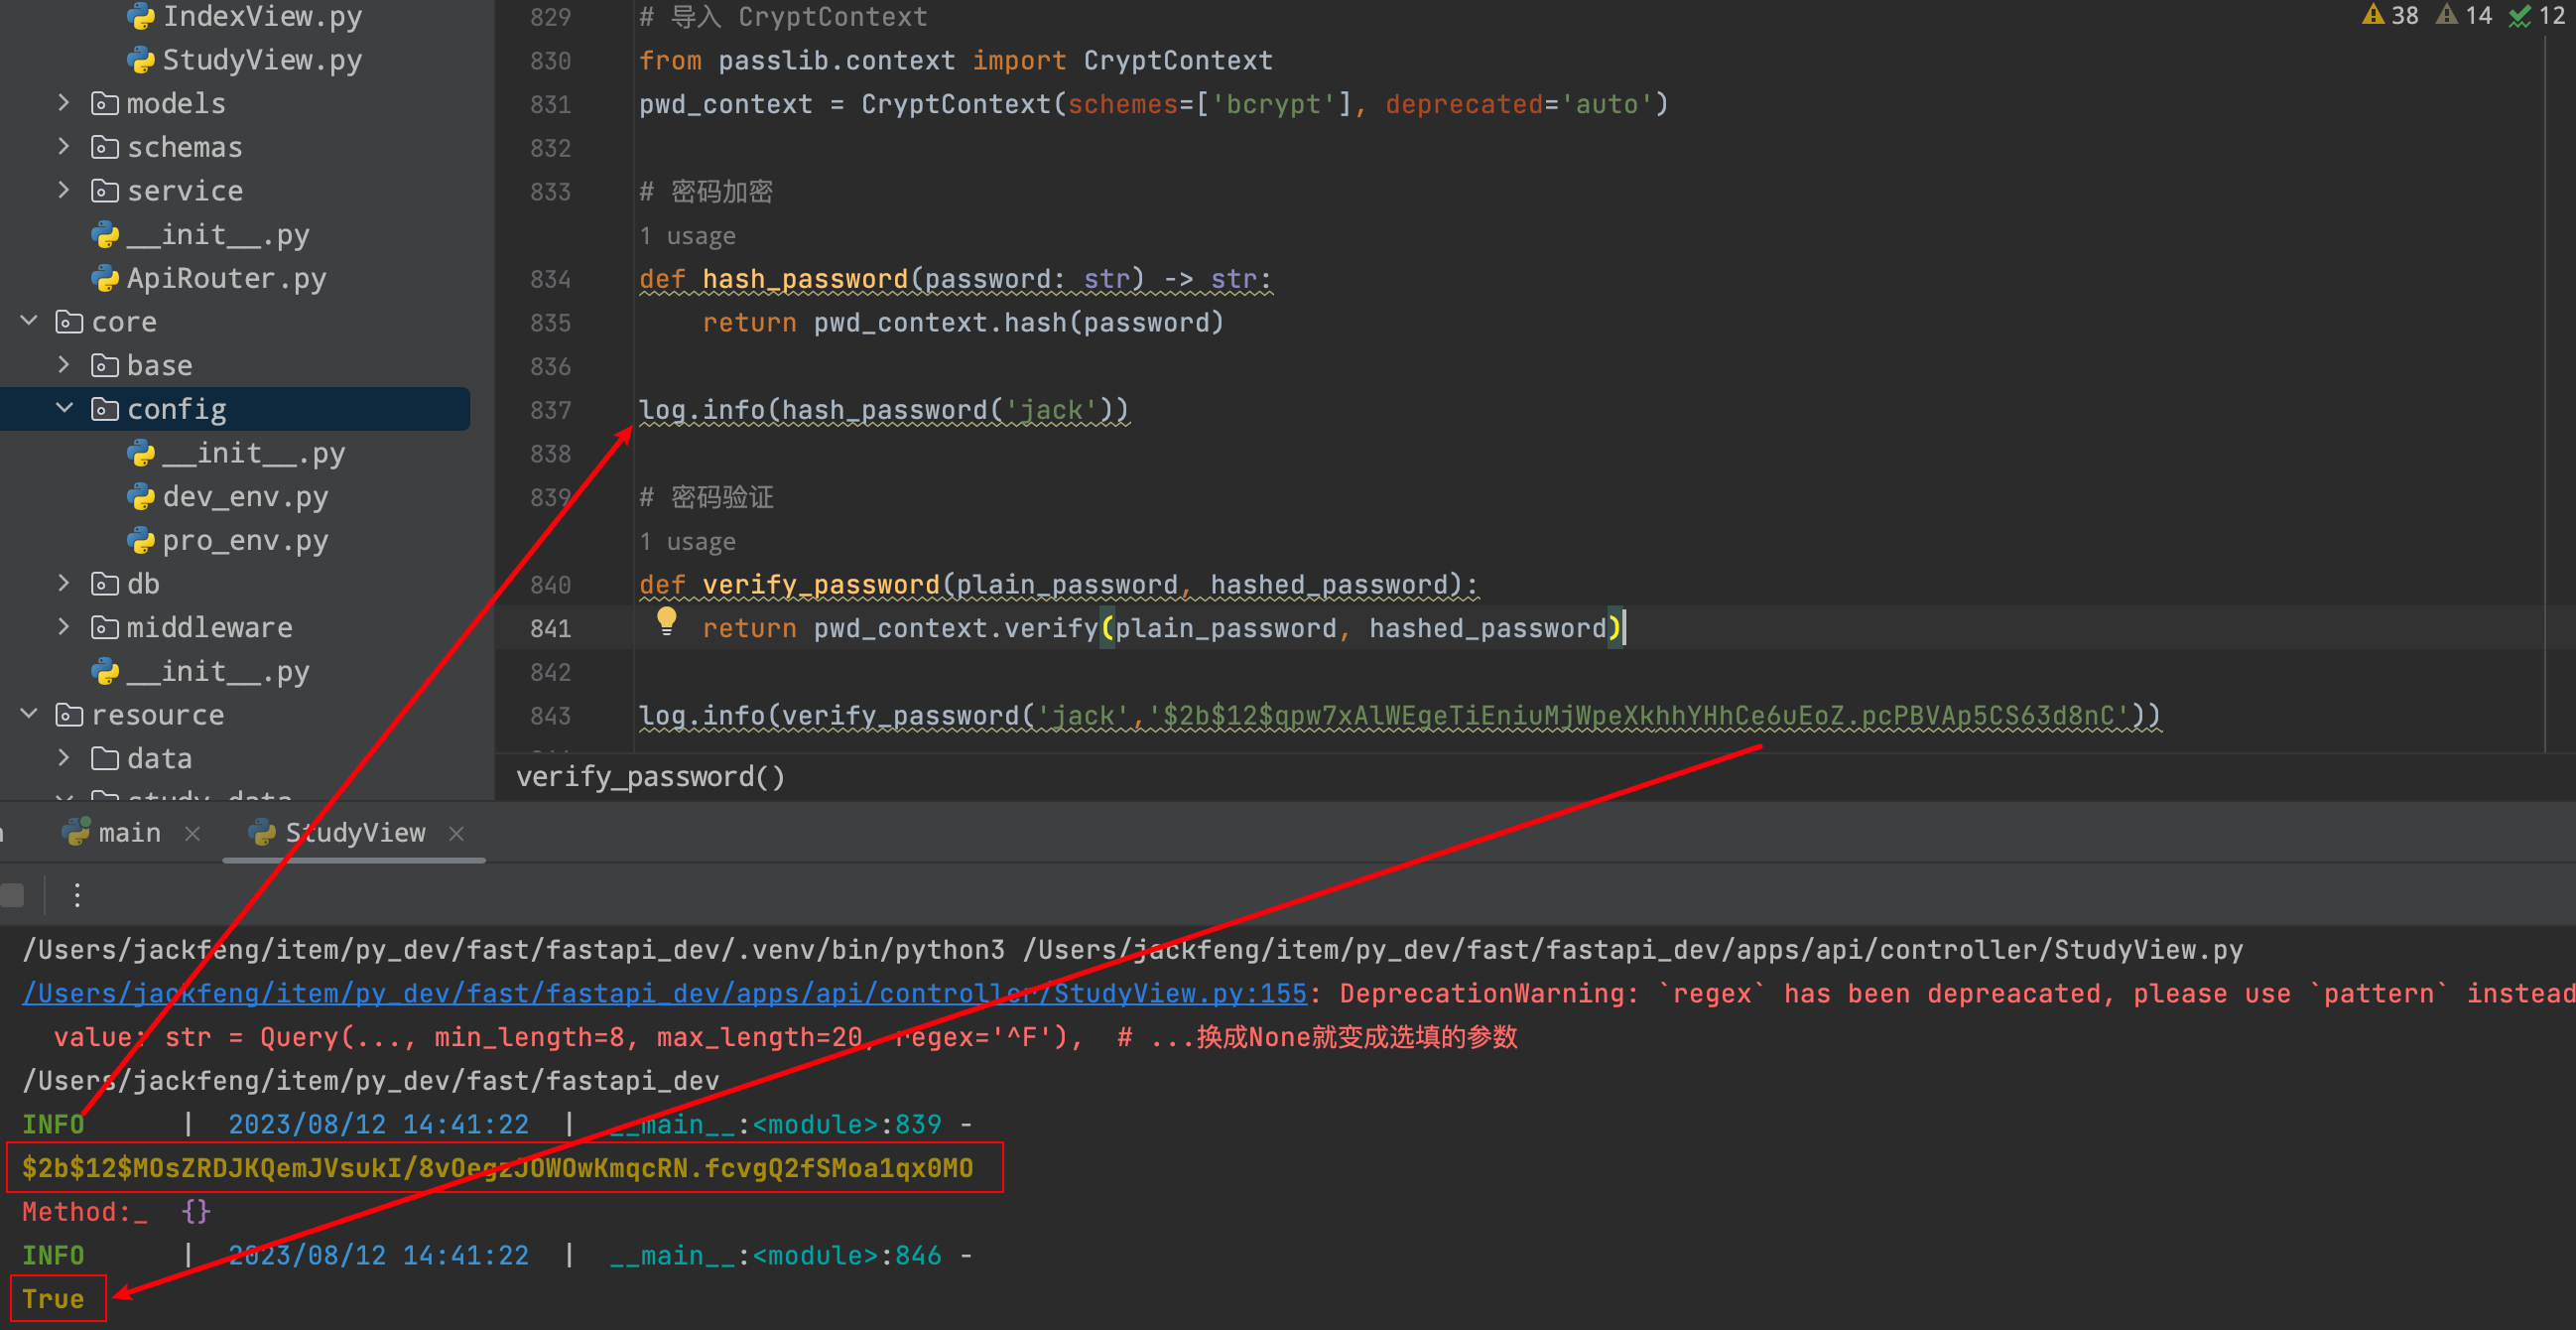 IndexView.py
StudyView.py
models
schemas
service
__init__.py
ApiRouter.py
core
base
config
__init__.py
dev_env.py
pro_env.py
db
middleware
__init__.py
resource
data
study_data
38 14 12
829 # 导入 CryptContext
830 from passlib.context import CryptContext
831 pwd_context = CryptContext(schemes=['bcrypt'], deprecated='auto')
832
833 # 密码加密
1 usage
834 def hash_password(password: str) -> str:
835     return pwd_context.hash(password)
836
837 log.info(hash_password('jack'))
838
839 # 密码验证
1 usage
840 def verify_password(plain_password, hashed_password):
841     return pwd_context.verify(plain_password, hashed_password)
842
843 log.info(verify_password('jack','$2b$12$qpw7xAlWEgeTiEniuMjWpeXkhhYHhCe6uEoZ.pcPBVAp5CS63d8nC'))
verify_password()
main
StudyView
/Users/jackfeng/item/py_dev/fast/fastapi_dev/.venv/bin/python3 /Users/jackfeng/item/py_dev/fast/fastapi_dev/apps/api/controller/StudyView.py
/Users/jackfeng/item/py_dev/fast/fastapi_dev/apps/api/controller/StudyView.py:155: DeprecationWarning: `regex` has been depreacated, please use `pattern` instead
value: str = Query(..., min_length=8, max_length=20, regex='^F'),  # ...换成None就变成选填的参数
/Users/jackfeng/item/py_dev/fast/fastapi_dev
INFO | 2023/08/12 14:41:22 | __main__:<module>:839 -
$2b$12$MOsZRDJKQemJVsukI/8vOegzJOWOwKmqcRN.fcvgQ2fSMoa1qx0MO
Method:_ {}
INFO | 2023/08/12 14:41:22 | __main__:<module>:846 -
True